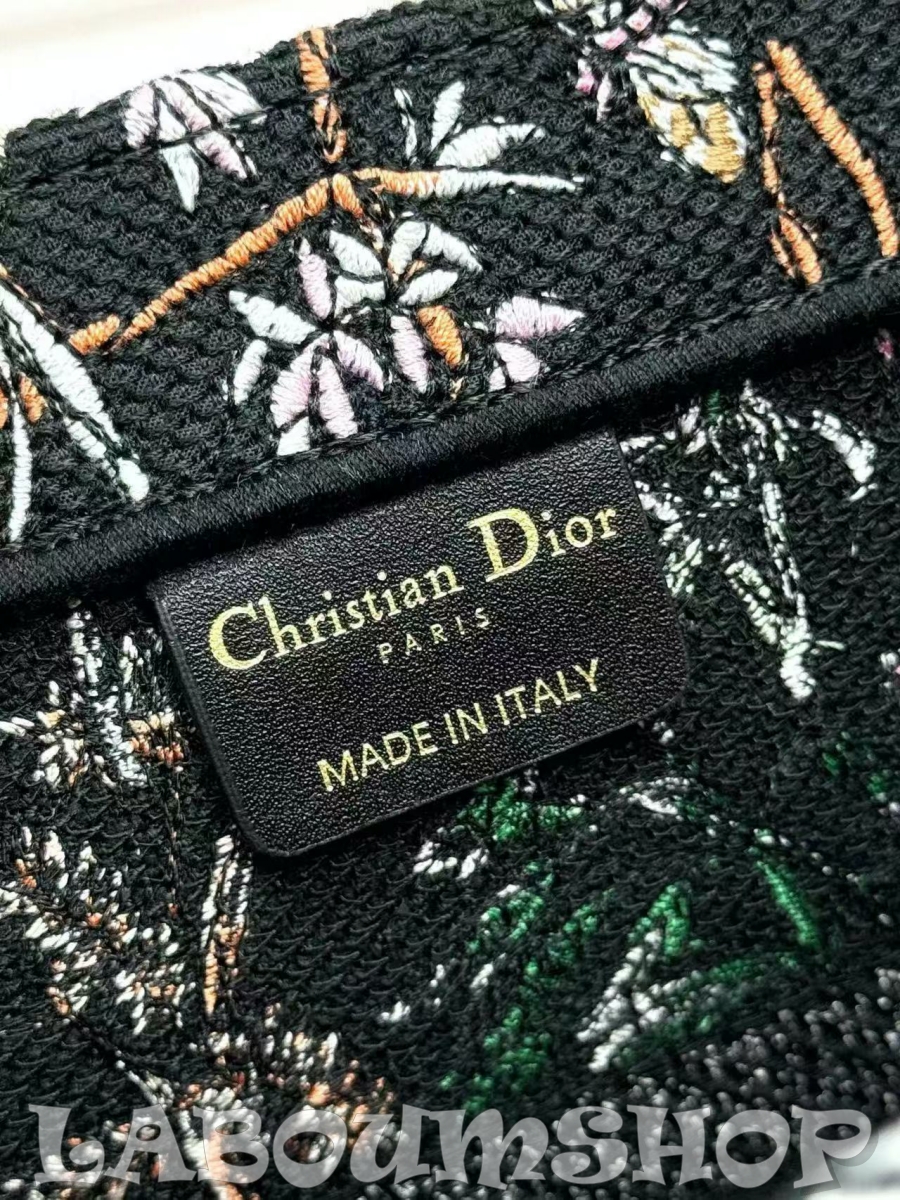 Christian Dior
PARIS
MADE IN ITALY
LABOUMSHOP